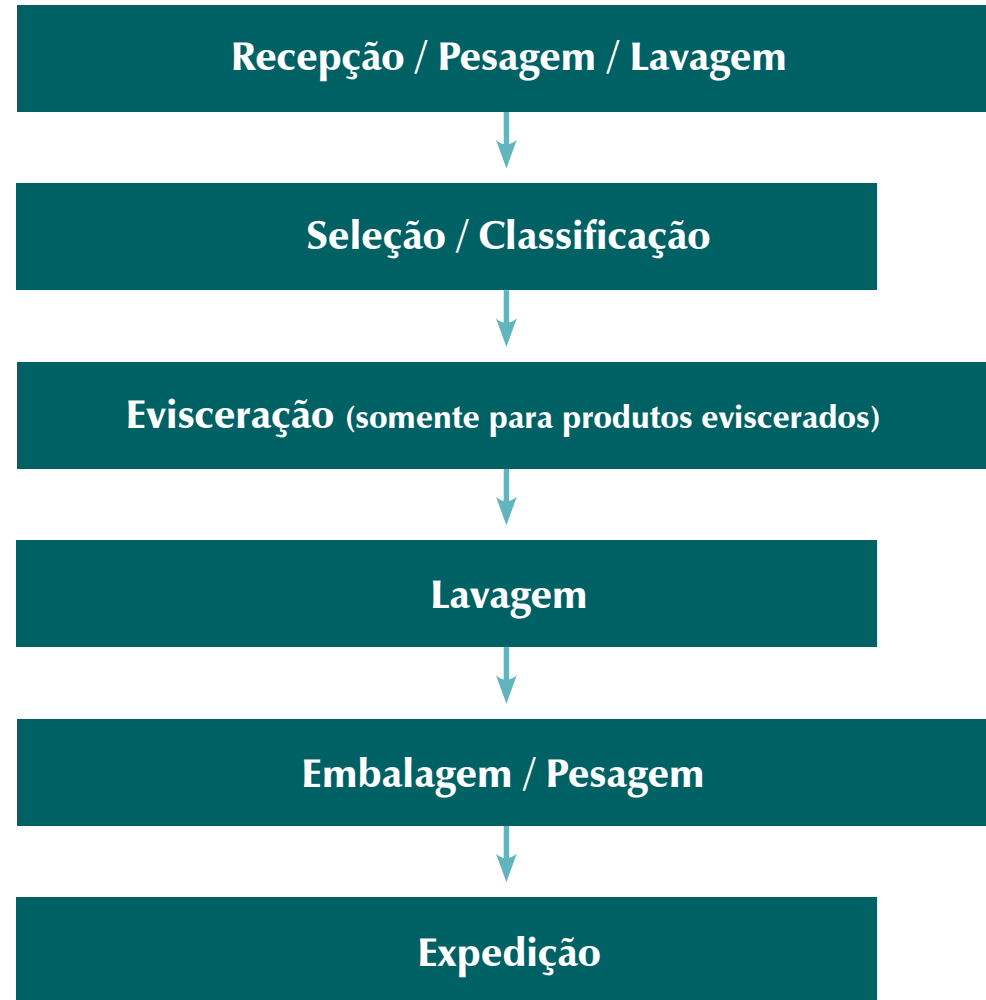 Recepção / Pesagem / Lavagem
Seleção / Classificação
Evisceração (somente para produtos eviscerados)
Lavagem
Embalagem / Pesagem
Expedição